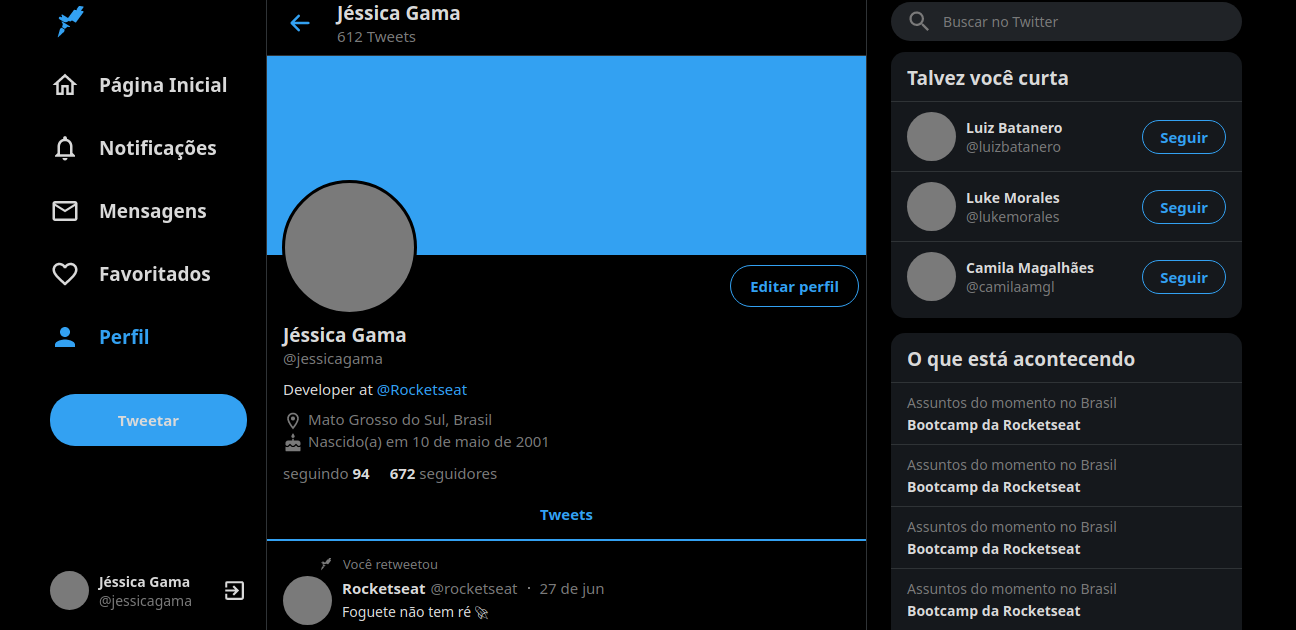 Página Inicial
Notificações
Mensagens
Favoritados
Perfil
Tweetar
Jéssica Gama
@jessicagama
Jéssica Gama
612 Tweets
Editar perfil
Jéssica Gama
@jessicagama
Developer at @Rocketseat
Mato Grosso do Sul, Brasil
Nascido(a) em 10 de maio de 2001
seguindo 94 672 seguidores
Tweets
Você retweetou
Rocketseat @rocketseat · 27 de jun
Foguete não tem ré 🚀
Buscar no Twitter
Talvez você curta
Luiz Batanero
@luizbatanero
Seguir
Luke Morales
@lukemorales
Seguir
Camila Magalhães
@camilaamgl
Seguir
O que está acontecendo
Assuntos do momento no Brasil
Bootcamp da Rocketseat
Assuntos do momento no Brasil
Bootcamp da Rocketseat
Assuntos do momento no Brasil
Bootcamp da Rocketseat
Assuntos do momento no Brasil
Bootcamp da Rocketseat